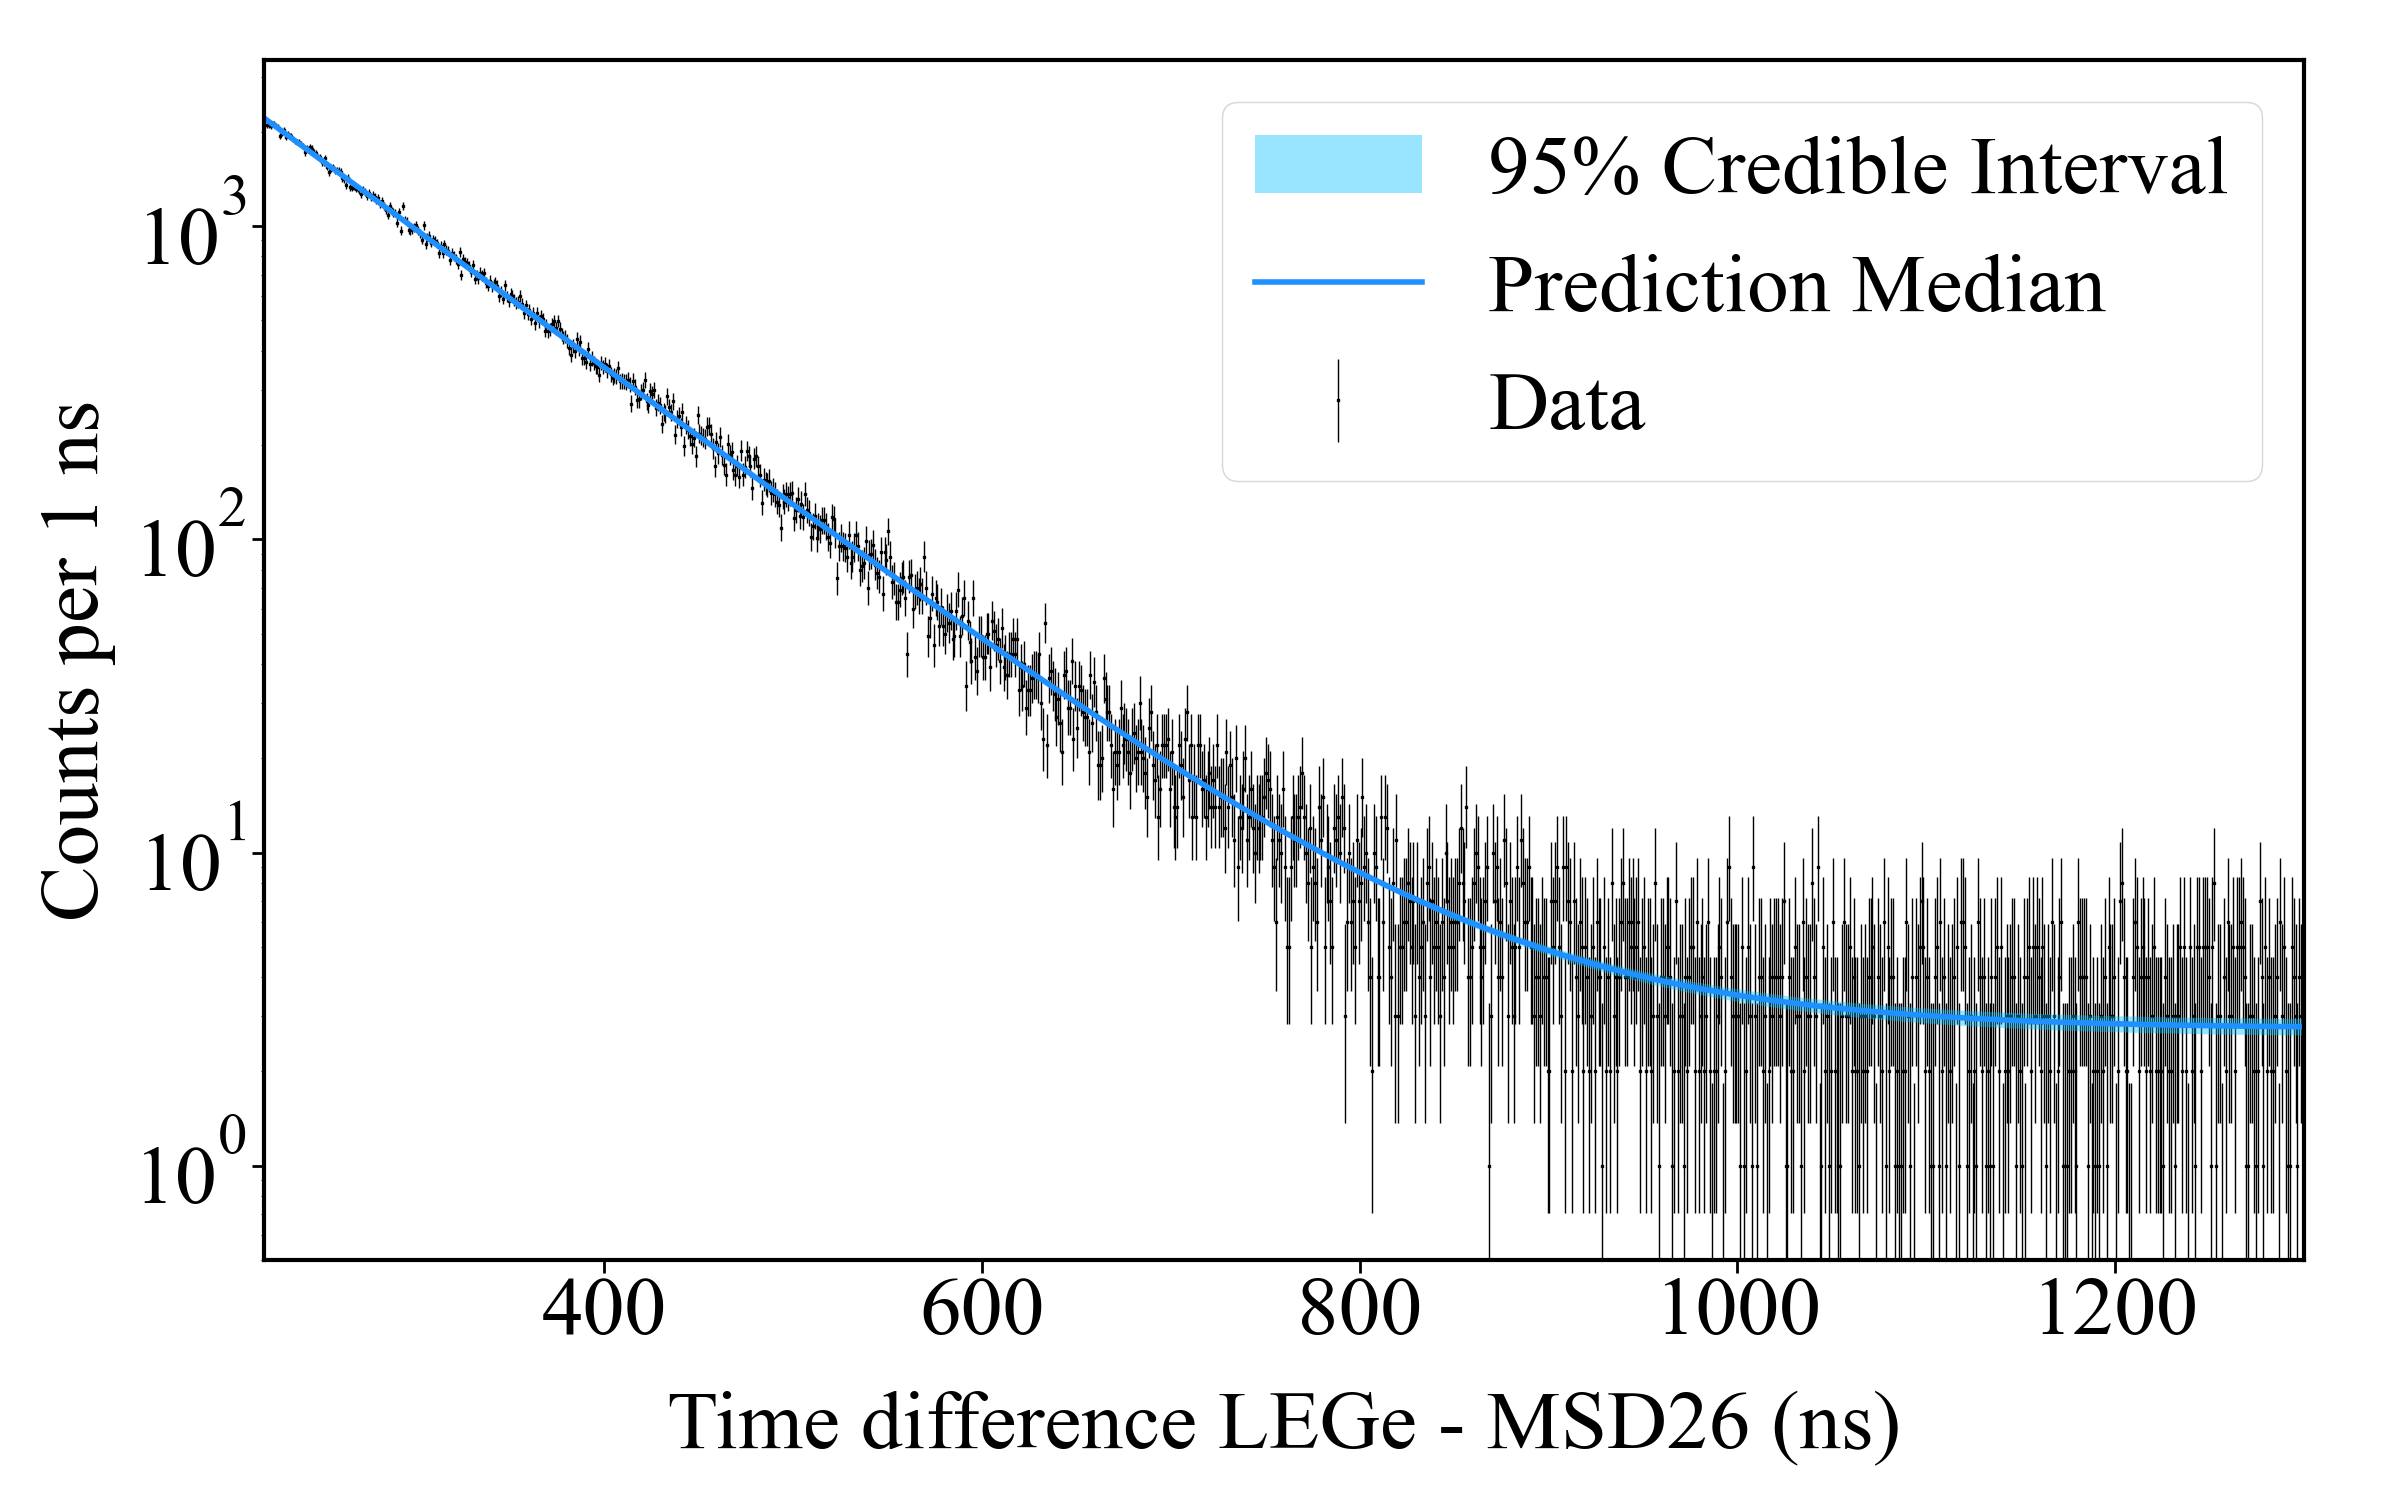 95% Credible Interval
Prediction Median
Data
Counts per 1 ns
10^3
10^2
10^1
10^0
400 600 800 1000 1200
Time difference LEGe - MSD26 (ns)